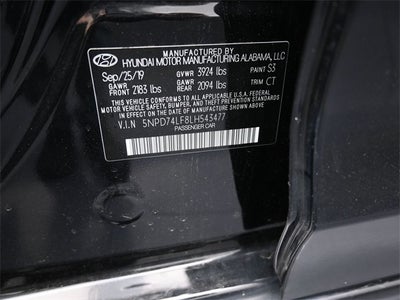 MANUFACTURED BY
HYUNDAI MOTOR MANUFACTURING ALABAMA, LLC
Sep/25/19 GVWR 3924 lbs PAINT S3
GAWR FRONT 2183 lbs GAWR REAR 2094 lbs TRIM CT
THIS VEHICLE CONFORMS TO ALL APPLICABLE U.S.A. FEDERAL
MOTOR VEHICLE SAFETY, BUMPER, AND THEFT PREVENTION STANDARDS
IN EFFECT ON THE DATE OF MANUFACTURE SHOWN ABOVE.
V.I.N 5NPD74LF8LH543477
PASSENGER CAR